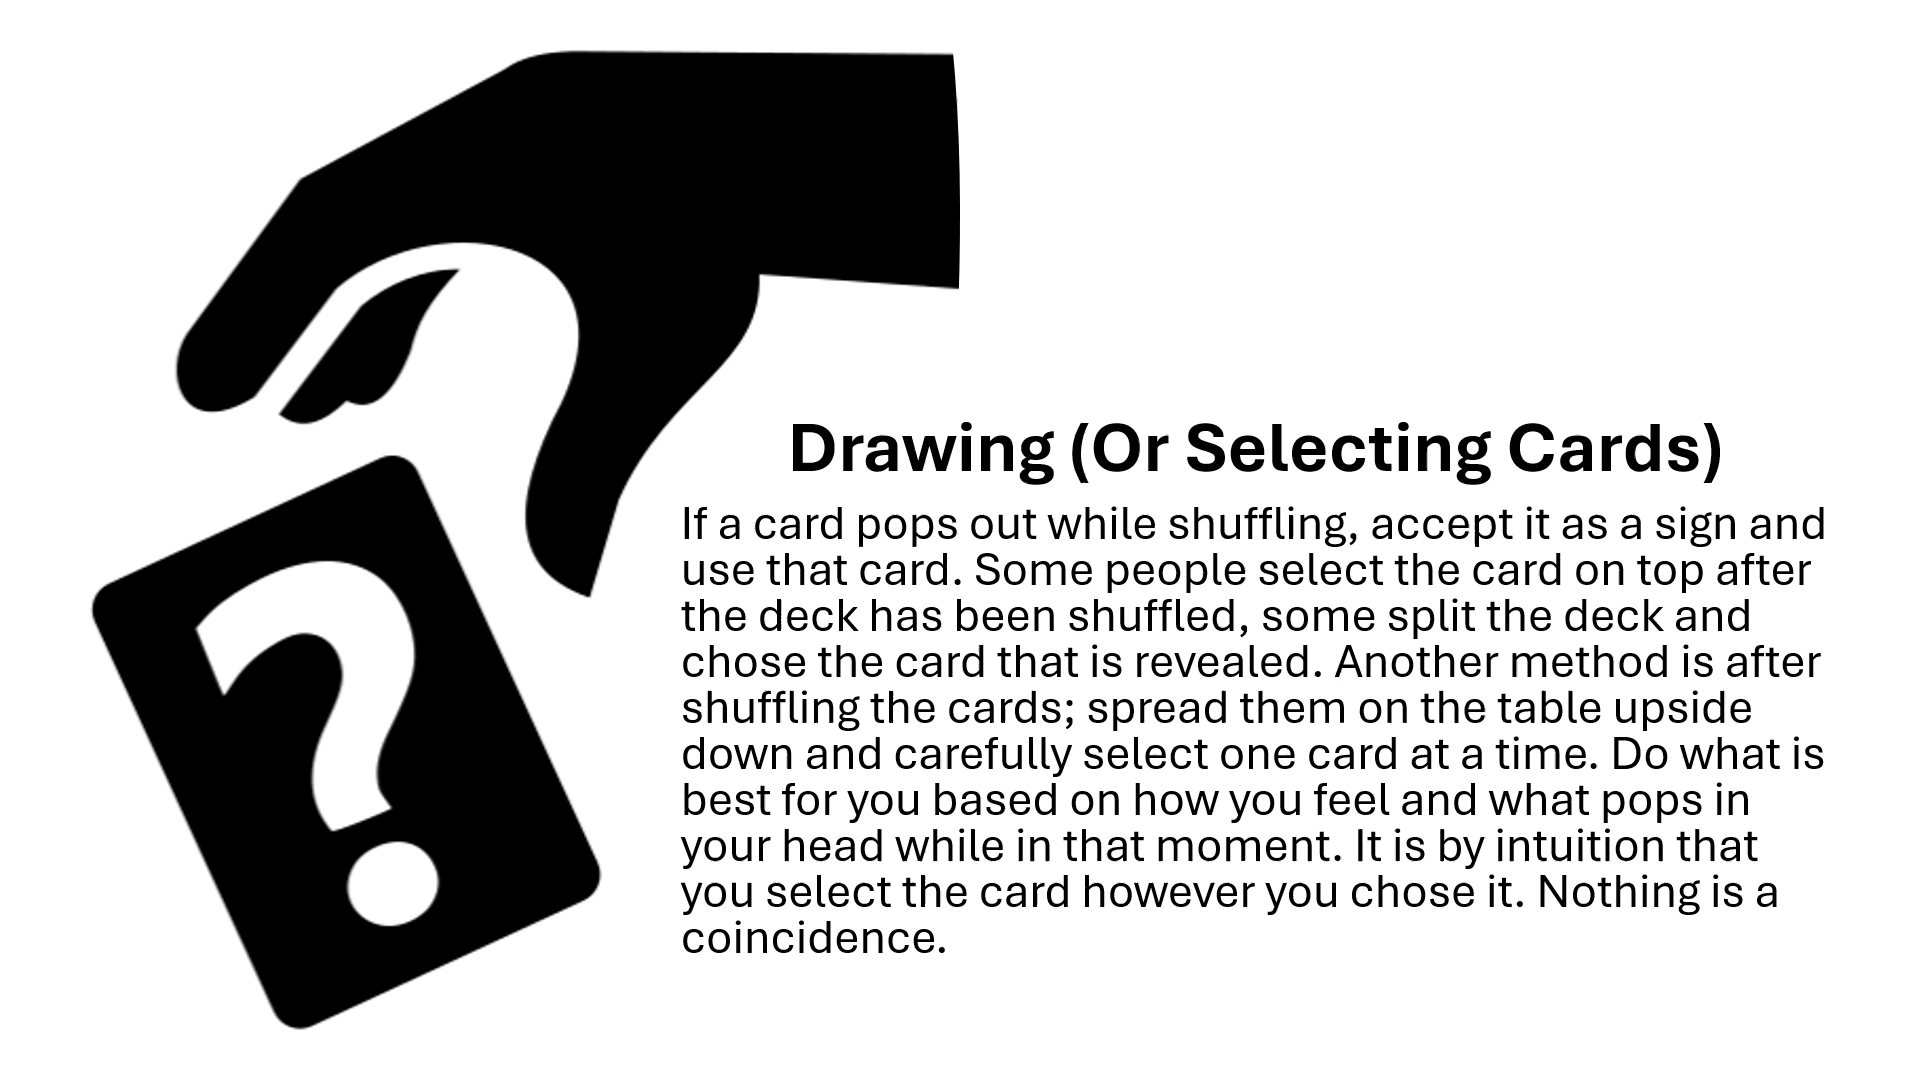 Drawing (Or Selecting Cards)
If a card pops out while shuffling, accept it as a sign and
use that card. Some people select the card on top after
the deck has been shuffled, some split the deck and
chose the card that is revealed. Another method is after
shuffling the cards; spread them on the table upside
down and carefully select one card at a time. Do what is
best for you based on how you feel and what pops in
your head while in that moment. It is by intuition that
you select the card however you chose it. Nothing is a
coincidence.
?